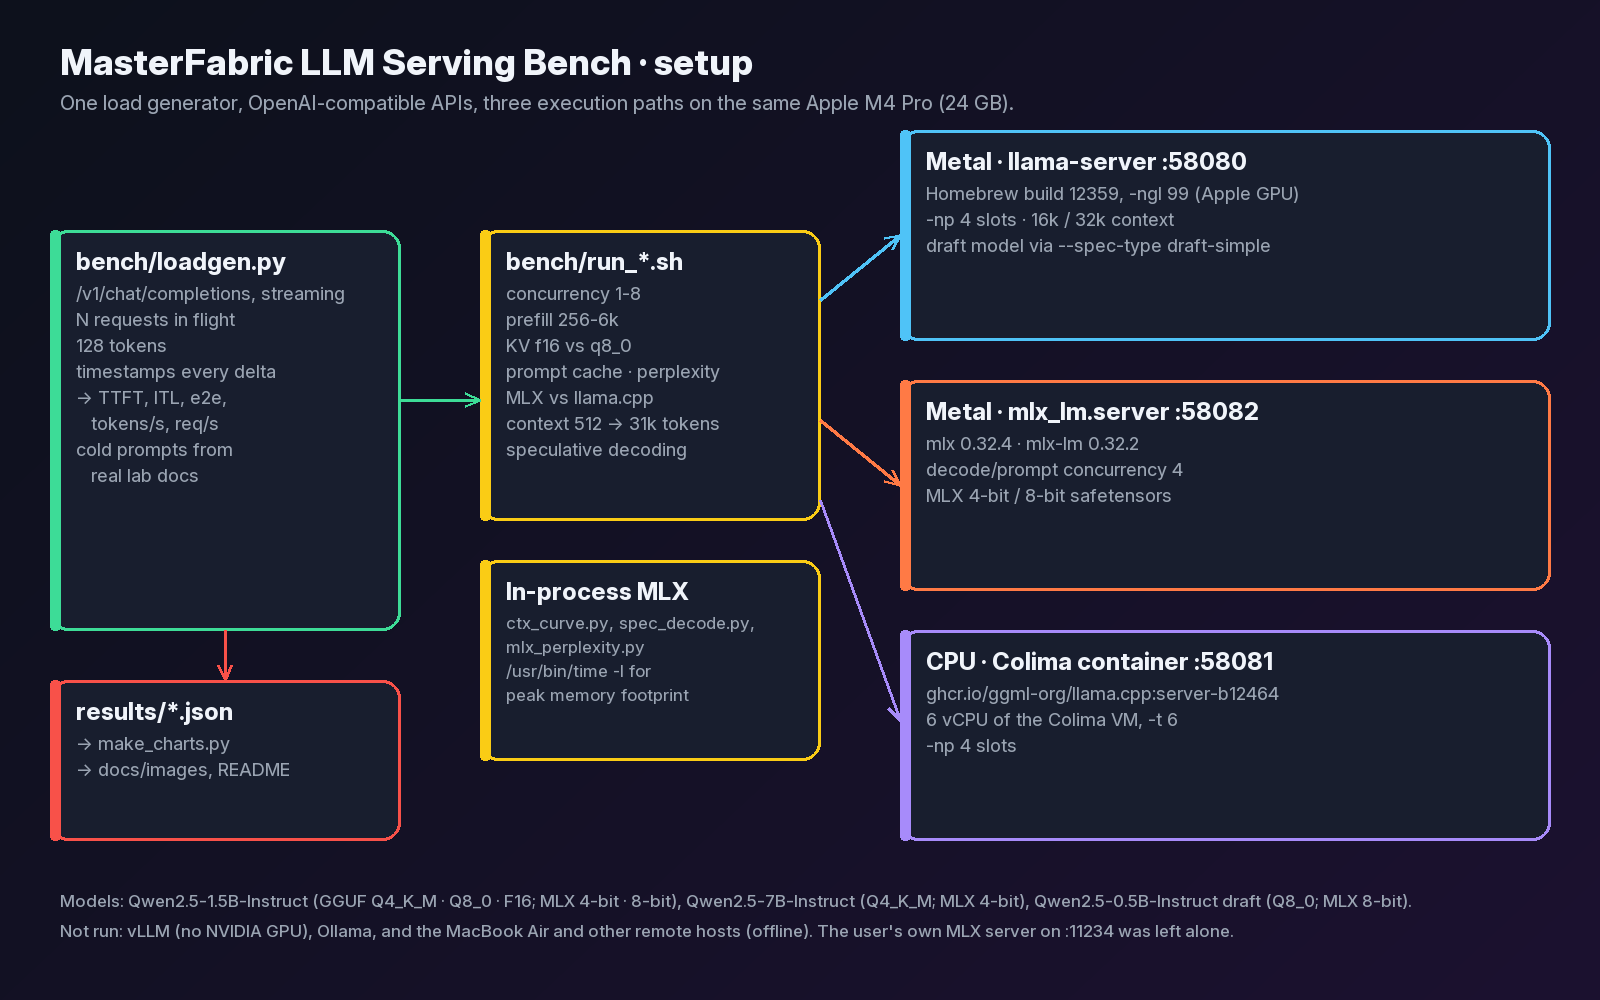 MasterFabric LLM Serving Bench · setup
One load generator, OpenAI-compatible APIs, three execution paths on the same Apple M4 Pro (24 GB).
bench/loadgen.py
/v1/chat/completions, streaming
N requests in flight
128 tokens
timestamps every delta
→ TTFT, ITL, e2e,
tokens/s, req/s
cold prompts from
real lab docs
results/*.json
→ make_charts.py
→ docs/images, README
bench/run_*.sh
concurrency 1-8
prefill 256-6k
KV f16 vs q8_0
prompt cache · perplexity
MLX vs llama.cpp
context 512 → 31k tokens
speculative decoding
In-process MLX
ctx_curve.py, spec_decode.py,
mlx_perplexity.py
/usr/bin/time -l for
peak memory footprint
Metal · llama-server :58080
Homebrew build 12359, -ngl 99 (Apple GPU)
-np 4 slots · 16k / 32k context
draft model via --spec-type draft-simple
Metal · mlx_lm.server :58082
mlx 0.32.4 · mlx-lm 0.32.2
decode/prompt concurrency 4
MLX 4-bit / 8-bit safetensors
CPU · Colima container :58081
ghcr.io/ggml-org/llama.cpp:server-b12464
6 vCPU of the Colima VM, -t 6
-np 4 slots
Models: Qwen2.5-1.5B-Instruct (GGUF Q4_K_M · Q8_0 · F16; MLX 4-bit · 8-bit), Qwen2.5-7B-Instruct (Q4_K_M; MLX 4-bit), Qwen2.5-0.5B-Instruct draft (Q8_0; MLX 8-bit).
Not run: vLLM (no NVIDIA GPU), Ollama, and the MacBook Air and other remote hosts (offline). The user's own MLX server on :11234 was left alone.